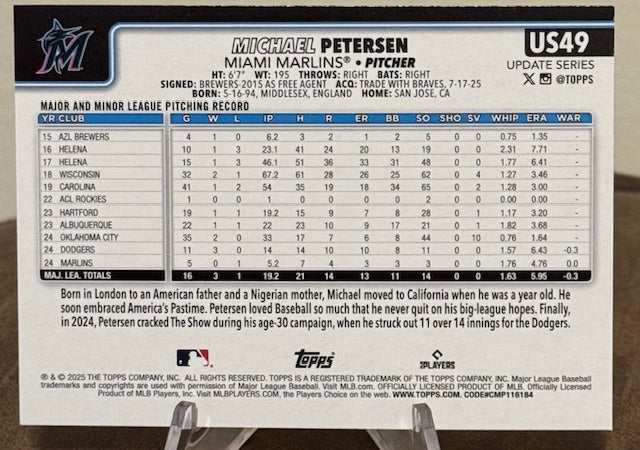 M
MICHAEL PETERSEN
MIAMI MARLINS® • PITCHER
HT: 6'7" WT: 195 THROWS: RIGHT BATS: RIGHT
SIGNED: BREWERS-2015 AS FREE AGENT ACQ: TRADE WITH BRAVES, 7-17-25
BORN: 5-16-94, MIDDLESEX, ENGLAND HOME: SAN JOSE, CA
US49
UPDATE SERIES
X @TOPPS
MAJOR AND MINOR LEAGUE PITCHING RECORD
YR CLUB G W L IP H R ER BB SO SHO SV WHIP ERA WAR
15 AZL BREWERS 4 1 0 6.2 3 2 1 2 5 0 0 0.75 1.35 -
16 HELENA 10 1 3 23.1 41 24 20 13 19 0 0 2.31 7.71 -
17 HELENA 15 1 3 46.1 51 36 33 31 48 0 0 1.77 6.41 -
18 WISCONSIN 32 2 1 67.2 61 28 26 25 62 0 4 1.27 3.46 -
19 CAROLINA 41 1 2 54 35 19 18 34 65 0 2 1.28 3.00 -
22 ACL ROCKIES 1 0 0 1 0 0 0 0 2 0 0 0.00 0.00 -
23 HARTFORD 19 1 1 19.2 15 9 7 8 28 0 1 1.17 3.20 -
23 ALBUQUERQUE 22 1 1 22 23 10 9 17 21 0 1 1.82 3.68 -
24 OKLAHOMA CITY 35 2 0 33 17 7 6 8 44 0 10 0.76 1.64 -
24 DODGERS 11 3 0 14 14 10 10 8 11 0 0 1.57 6.43 -0.3
24 MARLINS 5 0 1 5.2 7 4 3 3 3 0 0 1.76 4.76 0.0
MAJ. LEA. TOTALS 16 3 1 19.2 21 14 13 11 14 0 0 1.63 5.95 -0.3
Born in London to an American father and a Nigerian mother, Michael moved to California when he was a year old. He
soon embraced America's Pastime. Petersen loved Baseball so much that he never quit on his big-league hopes. Finally,
in 2024, Petersen cracked The Show during his age-30 campaign, when he struck out 11 over 14 innings for the Dodgers.
Topps
PLAYERS
® & © 2025 THE TOPPS COMPANY, INC. ALL RIGHTS RESERVED. TOPPS IS A REGISTERED TRADEMARK OF THE TOPPS COMPANY, INC. Major League Baseball
trademarks and copyrights are used with permission of Major League Baseball. Visit MLB.com. OFFICIALLY LICENSED PRODUCT OF MLB. Officially Licensed
Product of MLB Players, Inc. Visit MLBPLAYERS.COM, the Players Choice on the web. WWW.TOPPS.COM. CODE#CMP116184